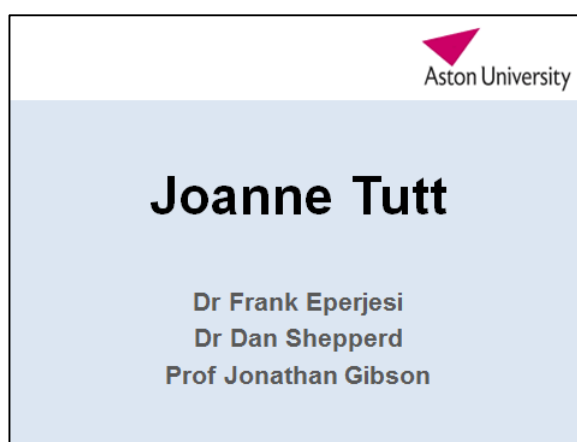 Aston University
Joanne Tutt
Dr Frank Eperjesi
Dr Dan Shepperd
Prof Jonathan Gibson